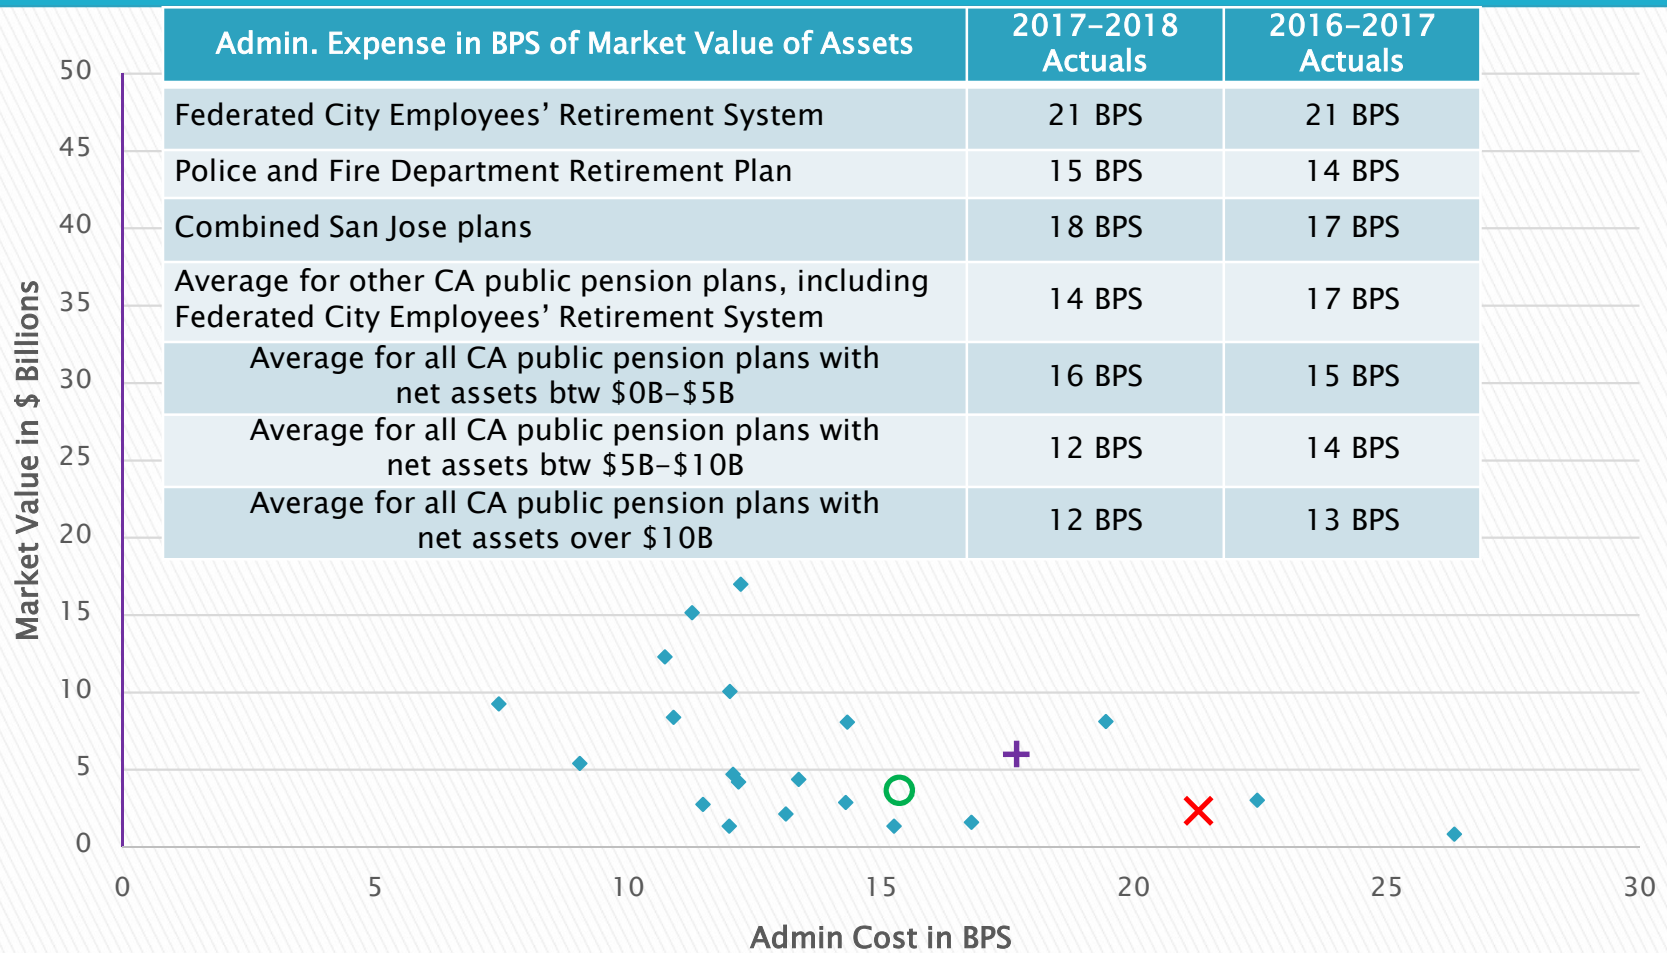 Admin. Expense in BPS of Market Value of Assets
2017-2018
Actuals
2016-2017
Actuals
Federated City Employees’ Retirement System
21 BPS
21 BPS
Police and Fire Department Retirement Plan
15 BPS
14 BPS
Combined San Jose plans
18 BPS
17 BPS
Average for other CA public pension plans, including
Federated City Employees’ Retirement System
14 BPS
17 BPS
Average for all CA public pension plans with
net assets btw $0B-$5B
16 BPS
15 BPS
Average for all CA public pension plans with
net assets btw $5B-$10B
12 BPS
14 BPS
Average for all CA public pension plans with
net assets over $10B
12 BPS
13 BPS
Market Value in $ Billions
50
45
40
35
30
25
20
15
10
5
0
0
5
10
15
20
25
30
Admin Cost in BPS